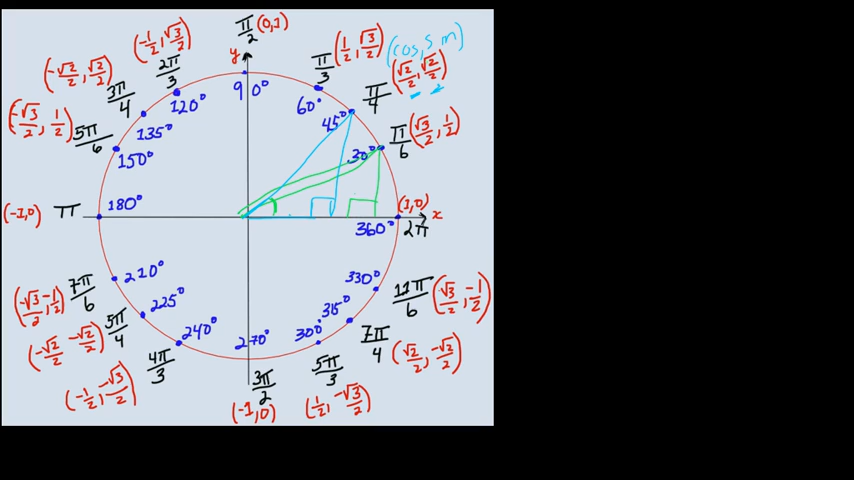 π/2 (0,1)
y
(-1/2, √3/2)
2π/3
120°
90°
π/3 (1/2, √3/2)
60°
(cos, sin)
(-√2/2, √2/2)
3π/4
135°
π/4 (√2/2, √2/2)
45°
(-√3/2, 1/2)
5π/6
150°
π/6 (√3/2, 1/2)
30°
(-1,0) π 180°
(1,0)
x
360° 2π
210°
7π/6
(-√3/2, -1/2)
330°
11π/6 (√3/2, -1/2)
225°
5π/4
(-√2/2 -√2/2)
315°
7π/4 (√2/2, -√2/2)
240°
4π/3
(-1/2, -√3/2)
300°
5π/3
(1/2, -√3/2)
270°
3π/2
(-1,0)